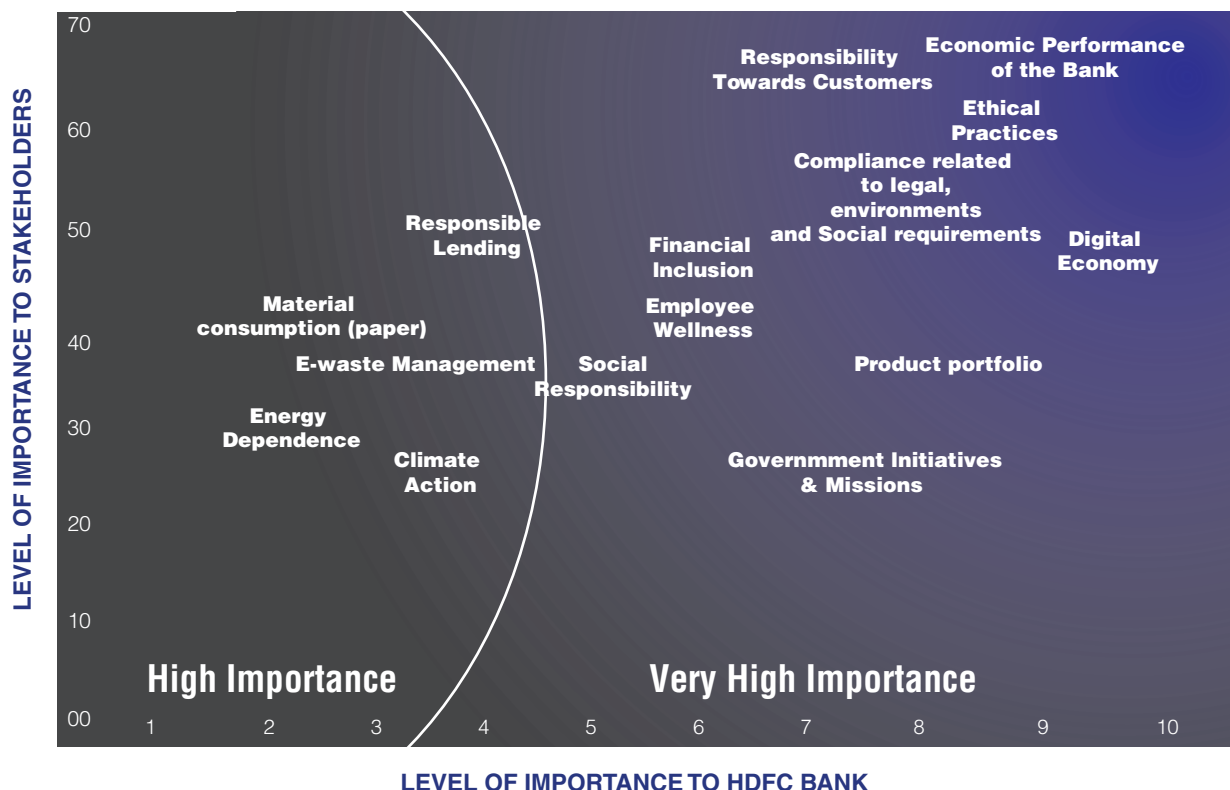 LEVEL OF IMPORTANCE TO STAKEHOLDERS
70
60
50
40
30
20
10
00
Responsibility
Towards Customers
Economic Performance
of the Bank
Ethical
Practices
Compliance related
to legal,
environments
and Social requirements
Digital
Economy
Responsible
Lending
Financial
Inclusion
Material
consumption (paper)
Employee
Wellness
E-waste Management
Social
Responsibility
Product portfolio
Energy
Dependence
Climate
Action
Governmment Initiatives
& Missions
High Importance
Very High Importance
1 2 3 4 5 6 7 8 9 10
LEVEL OF IMPORTANCE TO HDFC BANK